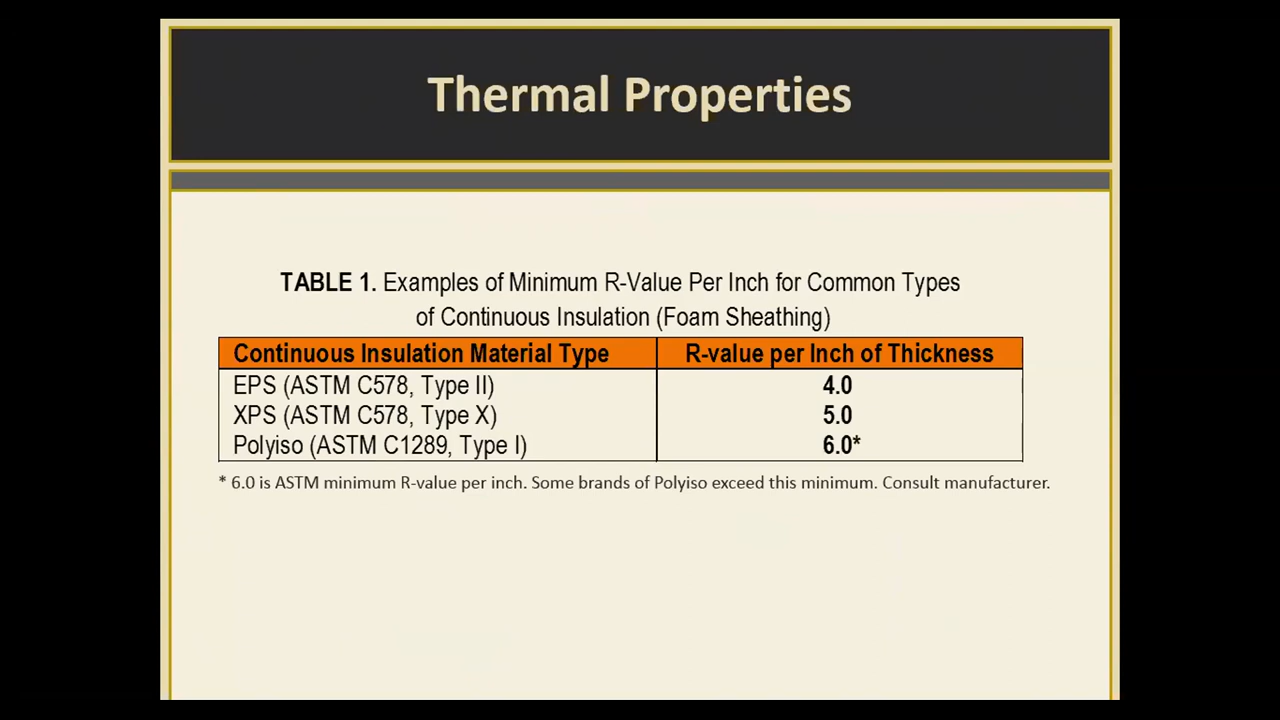 Thermal Properties
TABLE 1. Examples of Minimum R-Value Per Inch for Common Types
of Continuous Insulation (Foam Sheathing)
Continuous Insulation Material Type R-value per Inch of Thickness
EPS (ASTM C578, Type II) 4.0
XPS (ASTM C578, Type X) 5.0
Polyiso (ASTM C1289, Type I) 6.0*
* 6.0 is ASTM minimum R-value per inch. Some brands of Polyiso exceed this minimum. Consult manufacturer.